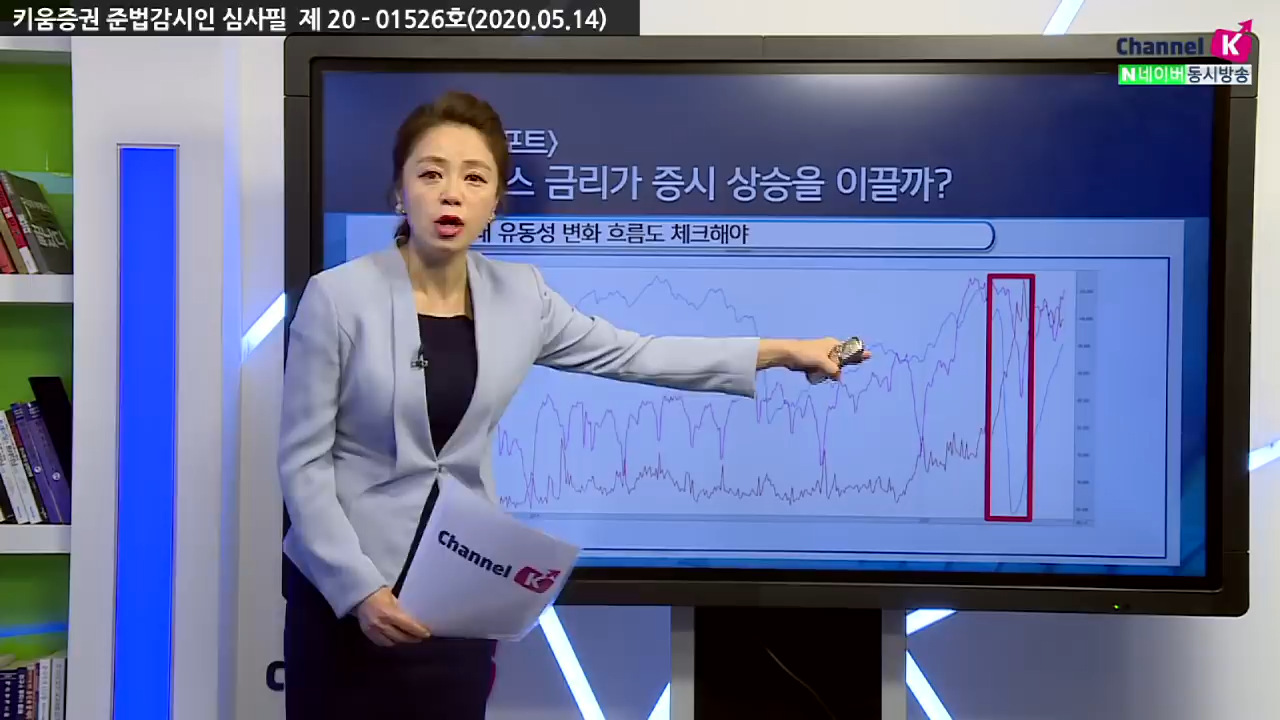 키움증권 준법감시인 심사필 제 20 - 01526호(2020.05.14)
Channel K
N네이버동시방송
프트〉
스 금리가 증시 상승을 이끌까?
유동성 변화 흐름도 체크해야
Channel K
C